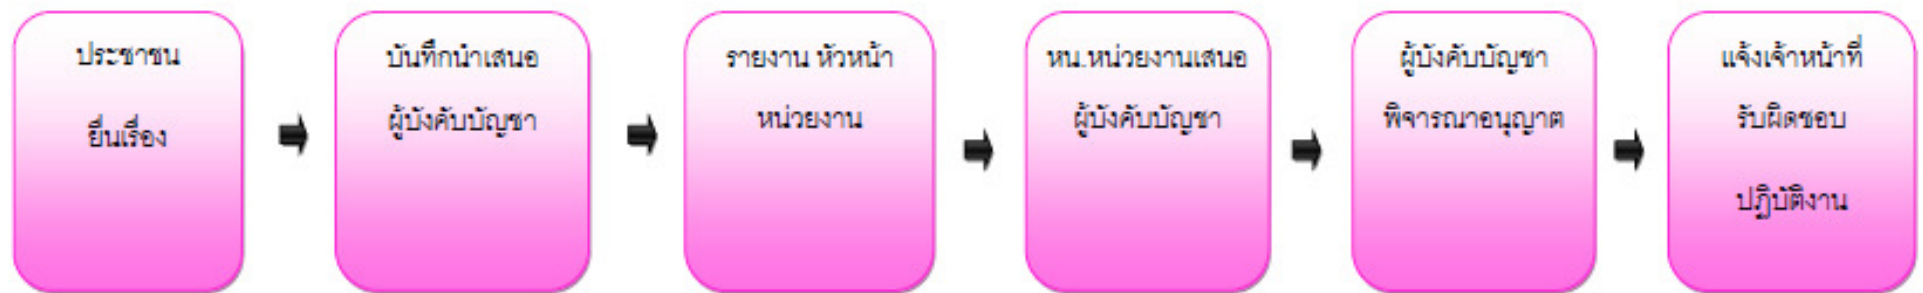 ประชาชน
ยื่นเรื่อง
บันทึกนำเสนอ
ผู้บังคับบัญชา
รายงาน หัวหน้า
หน่วยงาน
หน.หน่วยงานเสนอ
ผู้บังคับบัญชา
ผู้บังคับบัญชา
พิจารณาอนุญาต
แจ้งเจ้าหน้าที่
รับผิดชอบ
ปฏิบัติงาน